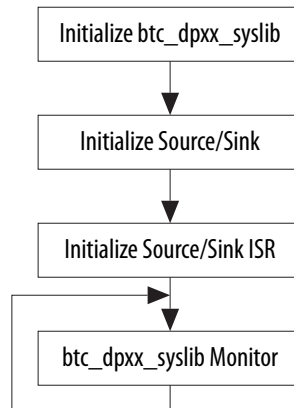 Initialize btc_dpxx_syslib
Initialize Source/Sink
Initialize Source/Sink ISR
btc_dpxx_syslib Monitor